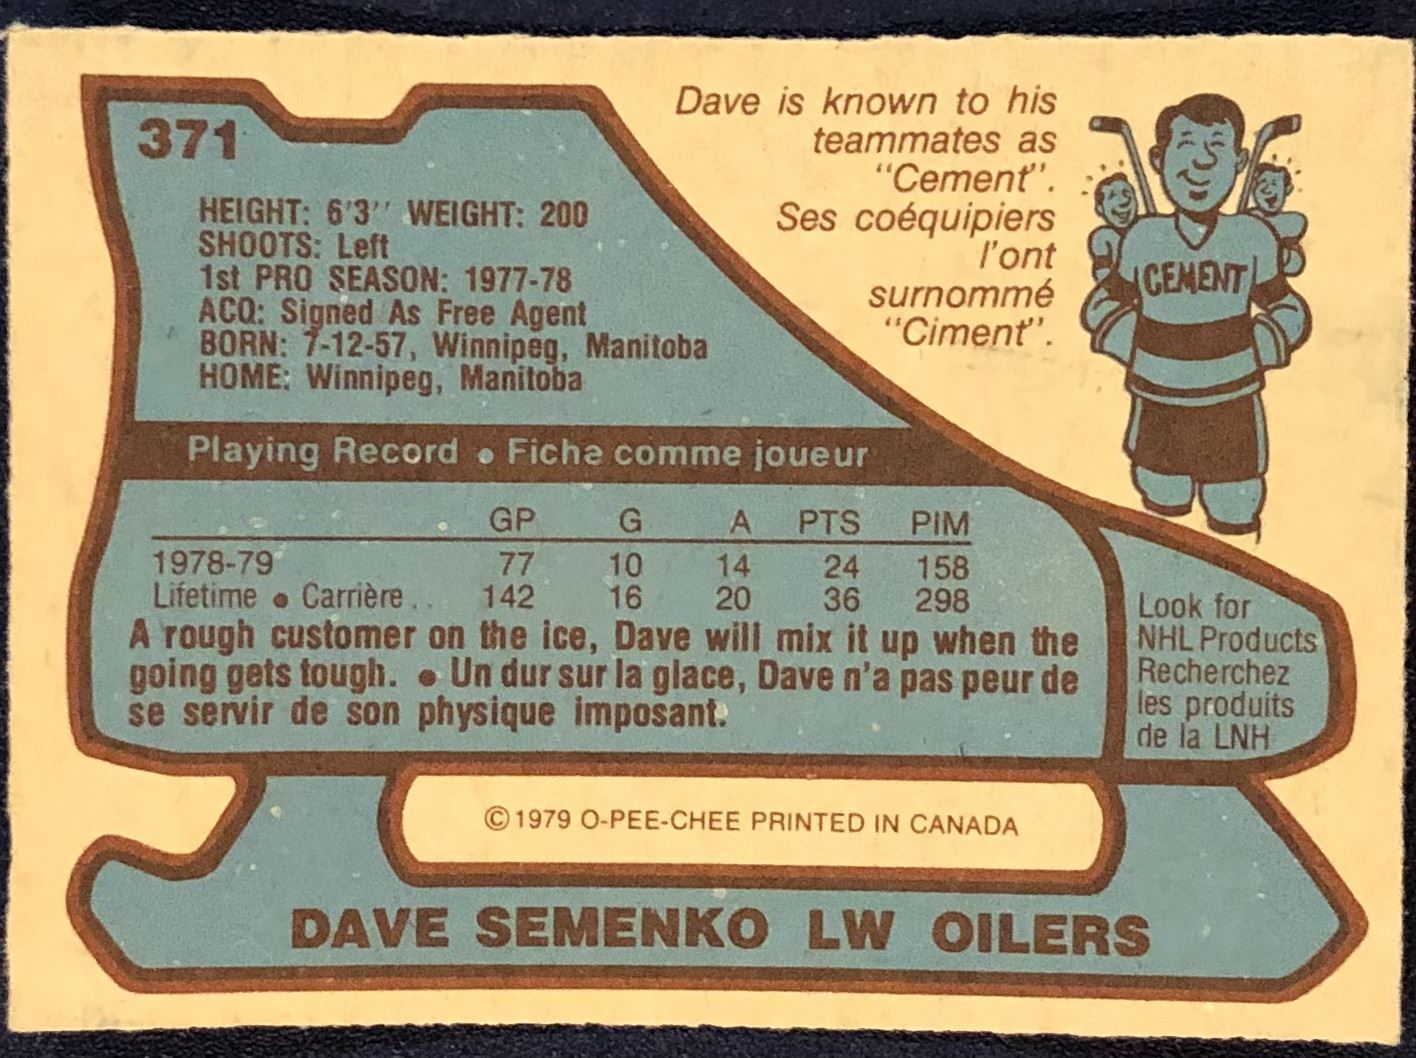 371
HEIGHT: 6'3'' WEIGHT: 200
SHOOTS: Left
1st PRO SEASON: 1977-78
ACQ: Signed As Free Agent
BORN: 7-12-57, Winnipeg, Manitoba
HOME: Winnipeg, Manitoba
Dave is known to his
teammates as
"Cement".
Ses coéquipiers
l'ont
surnommé
"Ciment".
CEMENT
Playing Record • Fiche comme joueur
GP G A PTS PIM
1978-79 77 10 14 24 158
Lifetime • Carrière .. 142 16 20 36 298
A rough customer on the ice, Dave will mix it up when the
going gets tough. • Un dur sur la glace, Dave n'a pas peur de
se servir de son physique imposant.
Look for
NHL Products
Recherchez
les produits
de la LNH
© 1979 O-PEE-CHEE PRINTED IN CANADA
DAVE SEMENKO LW OILERS